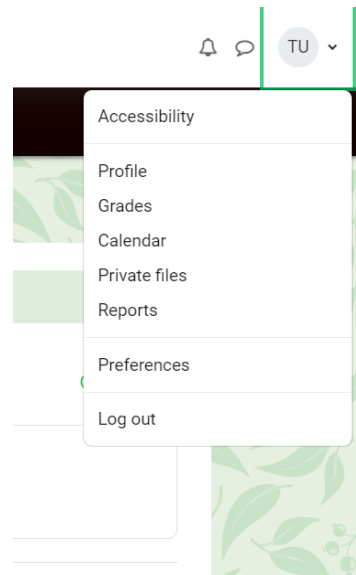 TU
Accessibility
Profile
Grades
Calendar
Private files
Reports
Preferences
Log out